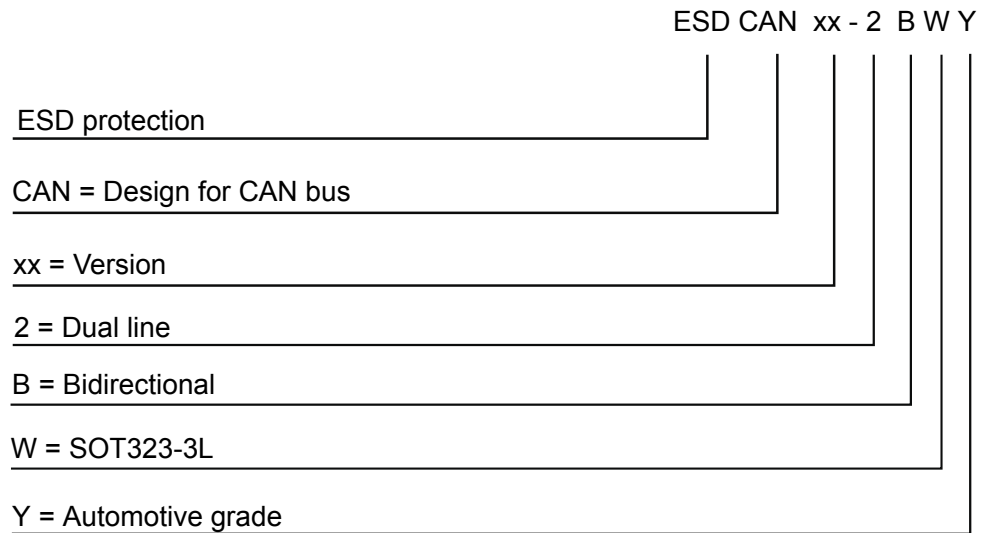 ESD CAN xx - 2 B W Y
ESD protection
CAN = Design for CAN bus
xx = Version
2 = Dual line
B = Bidirectional
W = SOT323-3L
Y = Automotive grade